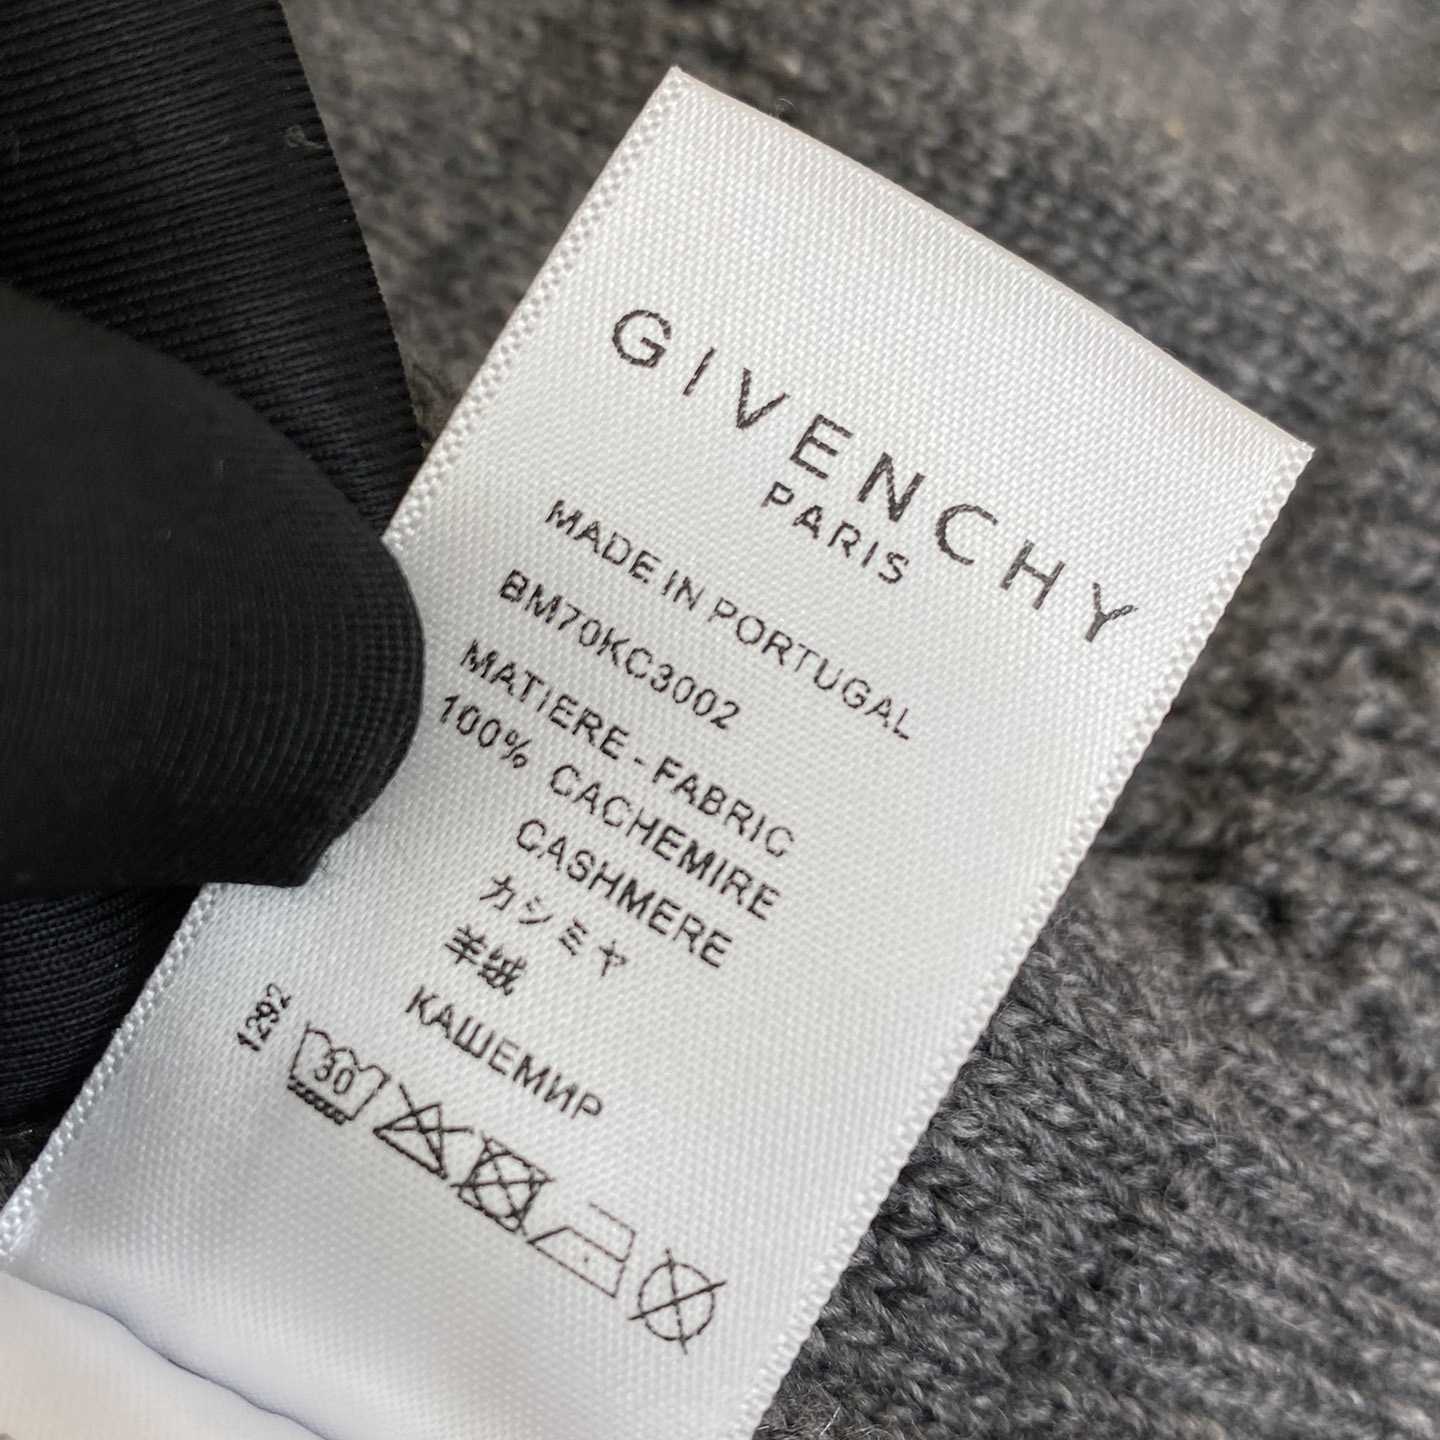 GIVENCHY
PARIS
MADE IN PORTUGAL
BM70KC3002
MATIERE - FABRIC
100% CACHEMIRE
CASHMERE
カシミヤ
羊绒
КАШЕМИР
1292
30